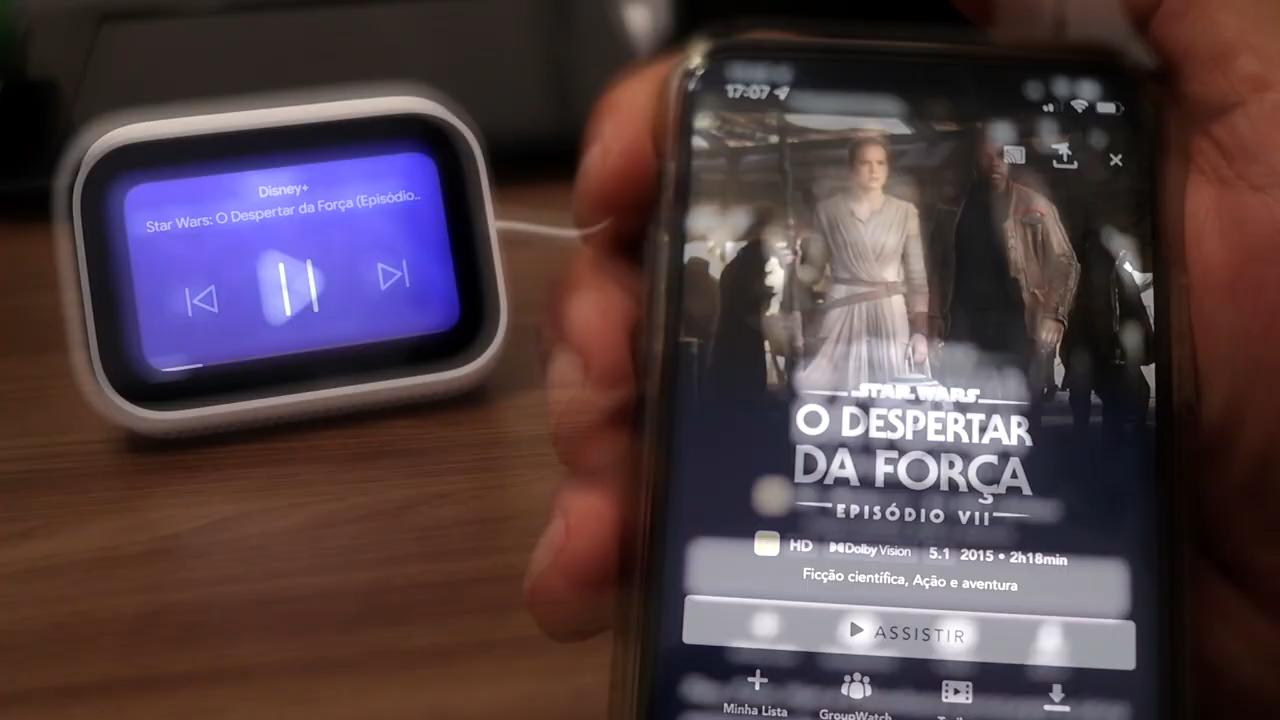 Disney+
Star Wars: O Despertar da Força (Episódio..
17:07
STAR WARS
O DESPERTAR
DA FORÇA
EPISÓDIO VII
HD Dolby Vision 5.1 2015 • 2h18min
Ficção científica, Ação e aventura
ASSISTIR
Minha Lista
GroupWatch